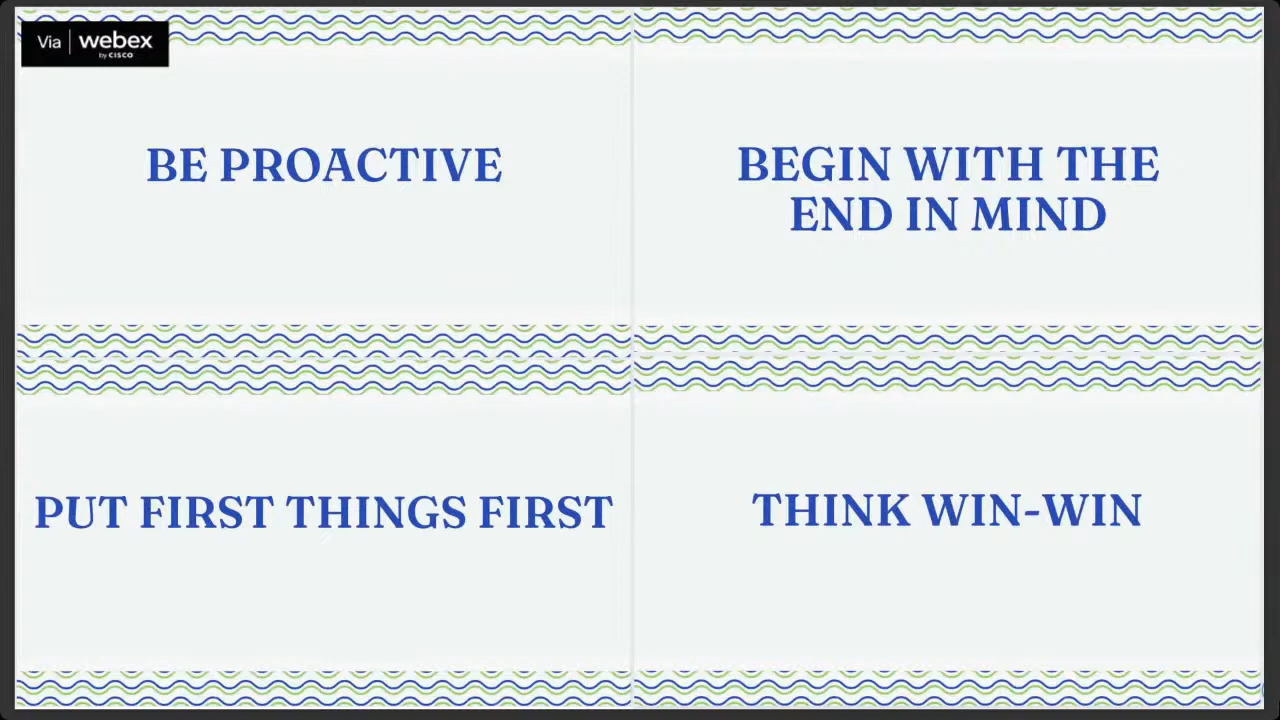 Via webex
by CISCO
BE PROACTIVE
BEGIN WITH THE
END IN MIND
PUT FIRST THINGS FIRST
THINK WIN-WIN